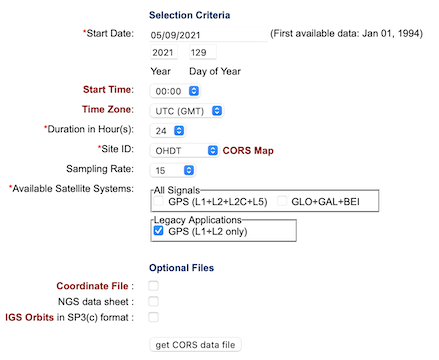 Selection Criteria
*Start Date: 05/09/2021 (First available data: Jan 01, 1994)
2021 129
Year Day of Year
Start Time: 00:00
Time Zone: UTC (GMT)
*Duration in Hour(s): 24
*Site ID: OHDT CORS Map
Sampling Rate: 15
*Available Satellite Systems: All Signals
GPS (L1+L2+L2C+L5) GLO+GAL+BEI
Legacy Applications
GPS (L1+L2 only)
Optional Files
Coordinate File :
NGS data sheet :
IGS Orbits in SP3(c) format :
get CORS data file